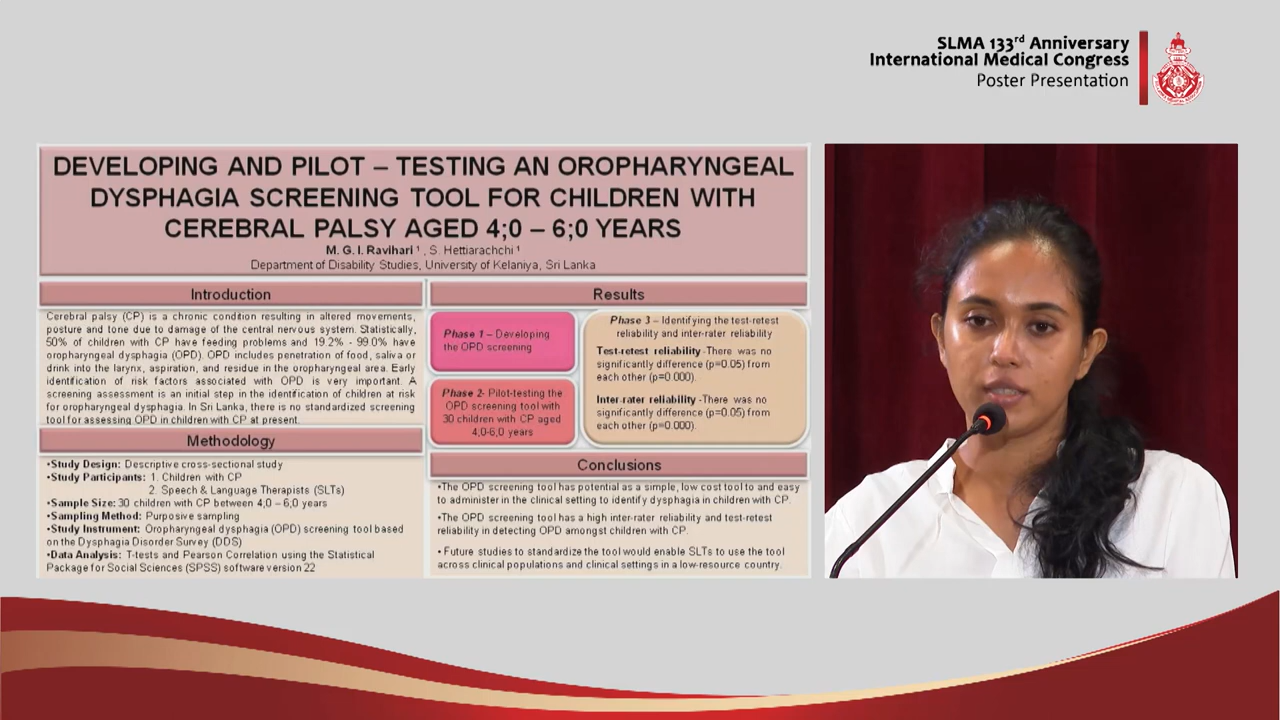 SLMA 133rd Anniversary
International Medical Congress
Poster Presentation
DEVELOPING AND PILOT – TESTING AN OROPHARYNGEAL
DYSPHAGIA SCREENING TOOL FOR CHILDREN WITH
CEREBRAL PALSY AGED 4;0 – 6;0 YEARS
M. G. I. Ravihari ¹ , S. Hettiarachchi ¹
Department of Disability Studies, University of Kelaniya, Sri Lanka
Introduction
Cerebral palsy (CP) is a chronic condition resulting in altered movements,
posture and tone due to damage of the central nervous system. Statistically,
50% of children with CP have feeding problems and 19.2% - 99.0% have
oropharyngeal dysphagia (OPD). OPD includes penetration of food, saliva or
drink into the larynx, aspiration, and residue in the oropharyngeal area. Early
identification of risk factors associated with OPD is very important. A
screening assessment is an initial step in the identification of children at risk
for oropharyngeal dysphagia. In Sri Lanka, there is no standardized screening
tool for assessing OPD in children with CP at present.
Methodology
•Study Design: Descriptive cross-sectional study
•Study Participants: 1. Children with CP
2. Speech & Language Therapists (SLTs)
•Sample Size: 30 children with CP between 4;0 – 6;0 years
•Sampling Method: Purposive sampling
•Study Instrument: Oropharyngeal dysphagia (OPD) screening tool based
on the Dysphagia Disorder Survey (DDS)
•Data Analysis: T-tests and Pearson Correlation using the Statistical
Package for Social Sciences (SPSS) software version 22
Results
Phase 1 – Developing
the OPD screening
Phase 2- Pilot-testing the
OPD screening tool with
30 children with CP aged
4;0-6;0 years
Phase 3 – Identifying the test-retest
reliability and inter-rater reliability
Test-retest reliability -There was no
significantly difference (p=0.05) from
each other (p=0.000).
Inter-rater reliability -There was no
significantly difference (p=0.05) from
each other (p=0.000).
Conclusions
•The OPD screening tool has potential as a simple, low cost tool to and easy
to administer in the clinical setting to identify dysphagia in children with CP.
•The OPD screening tool has a high inter-rater reliability and test-retest
reliability in detecting OPD amongst children with CP.
• Future studies to standardize the tool would enable SLTs to use the tool
across clinical populations and clinical settings in a low-resource country.